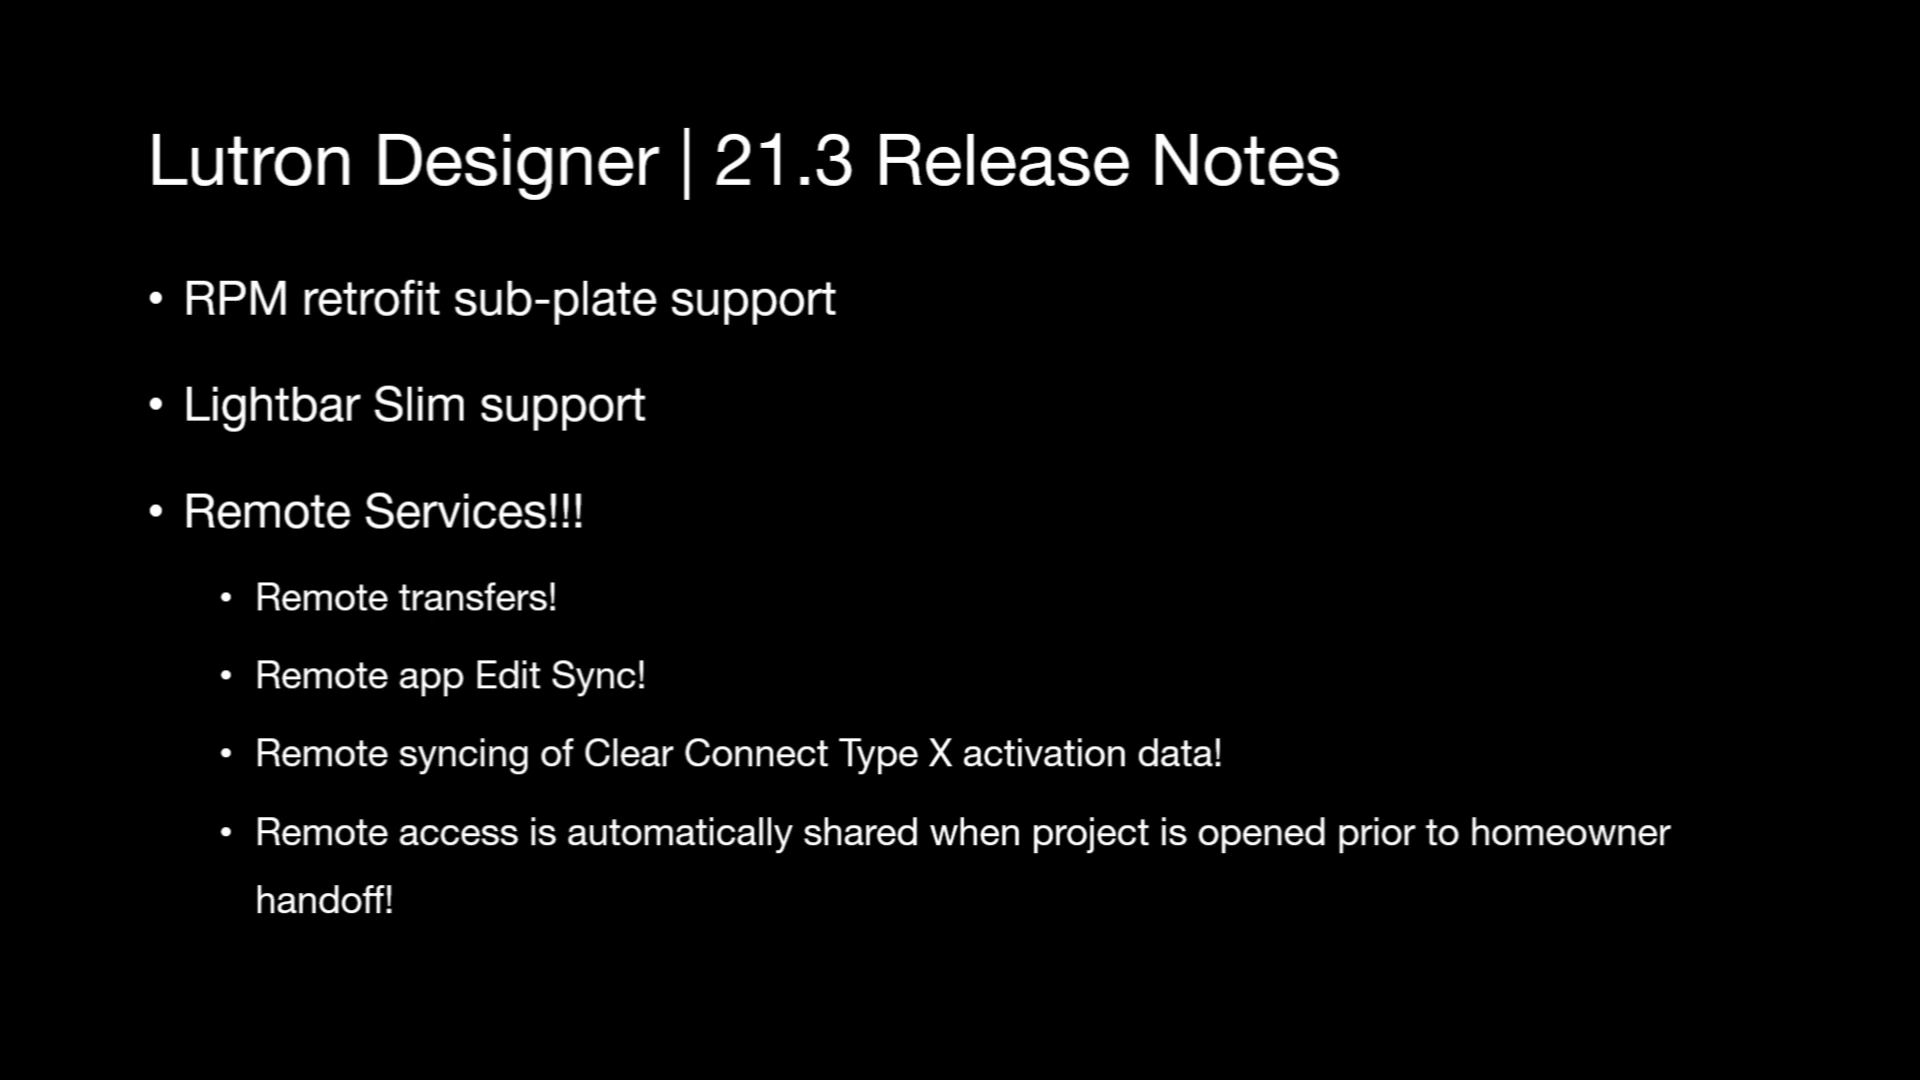 Lutron Designer | 21.3 Release Notes
• RPM retrofit sub-plate support
• Lightbar Slim support
• Remote Services!!!
• Remote transfers!
• Remote app Edit Sync!
• Remote syncing of Clear Connect Type X activation data!
• Remote access is automatically shared when project is opened prior to homeowner
handoff!